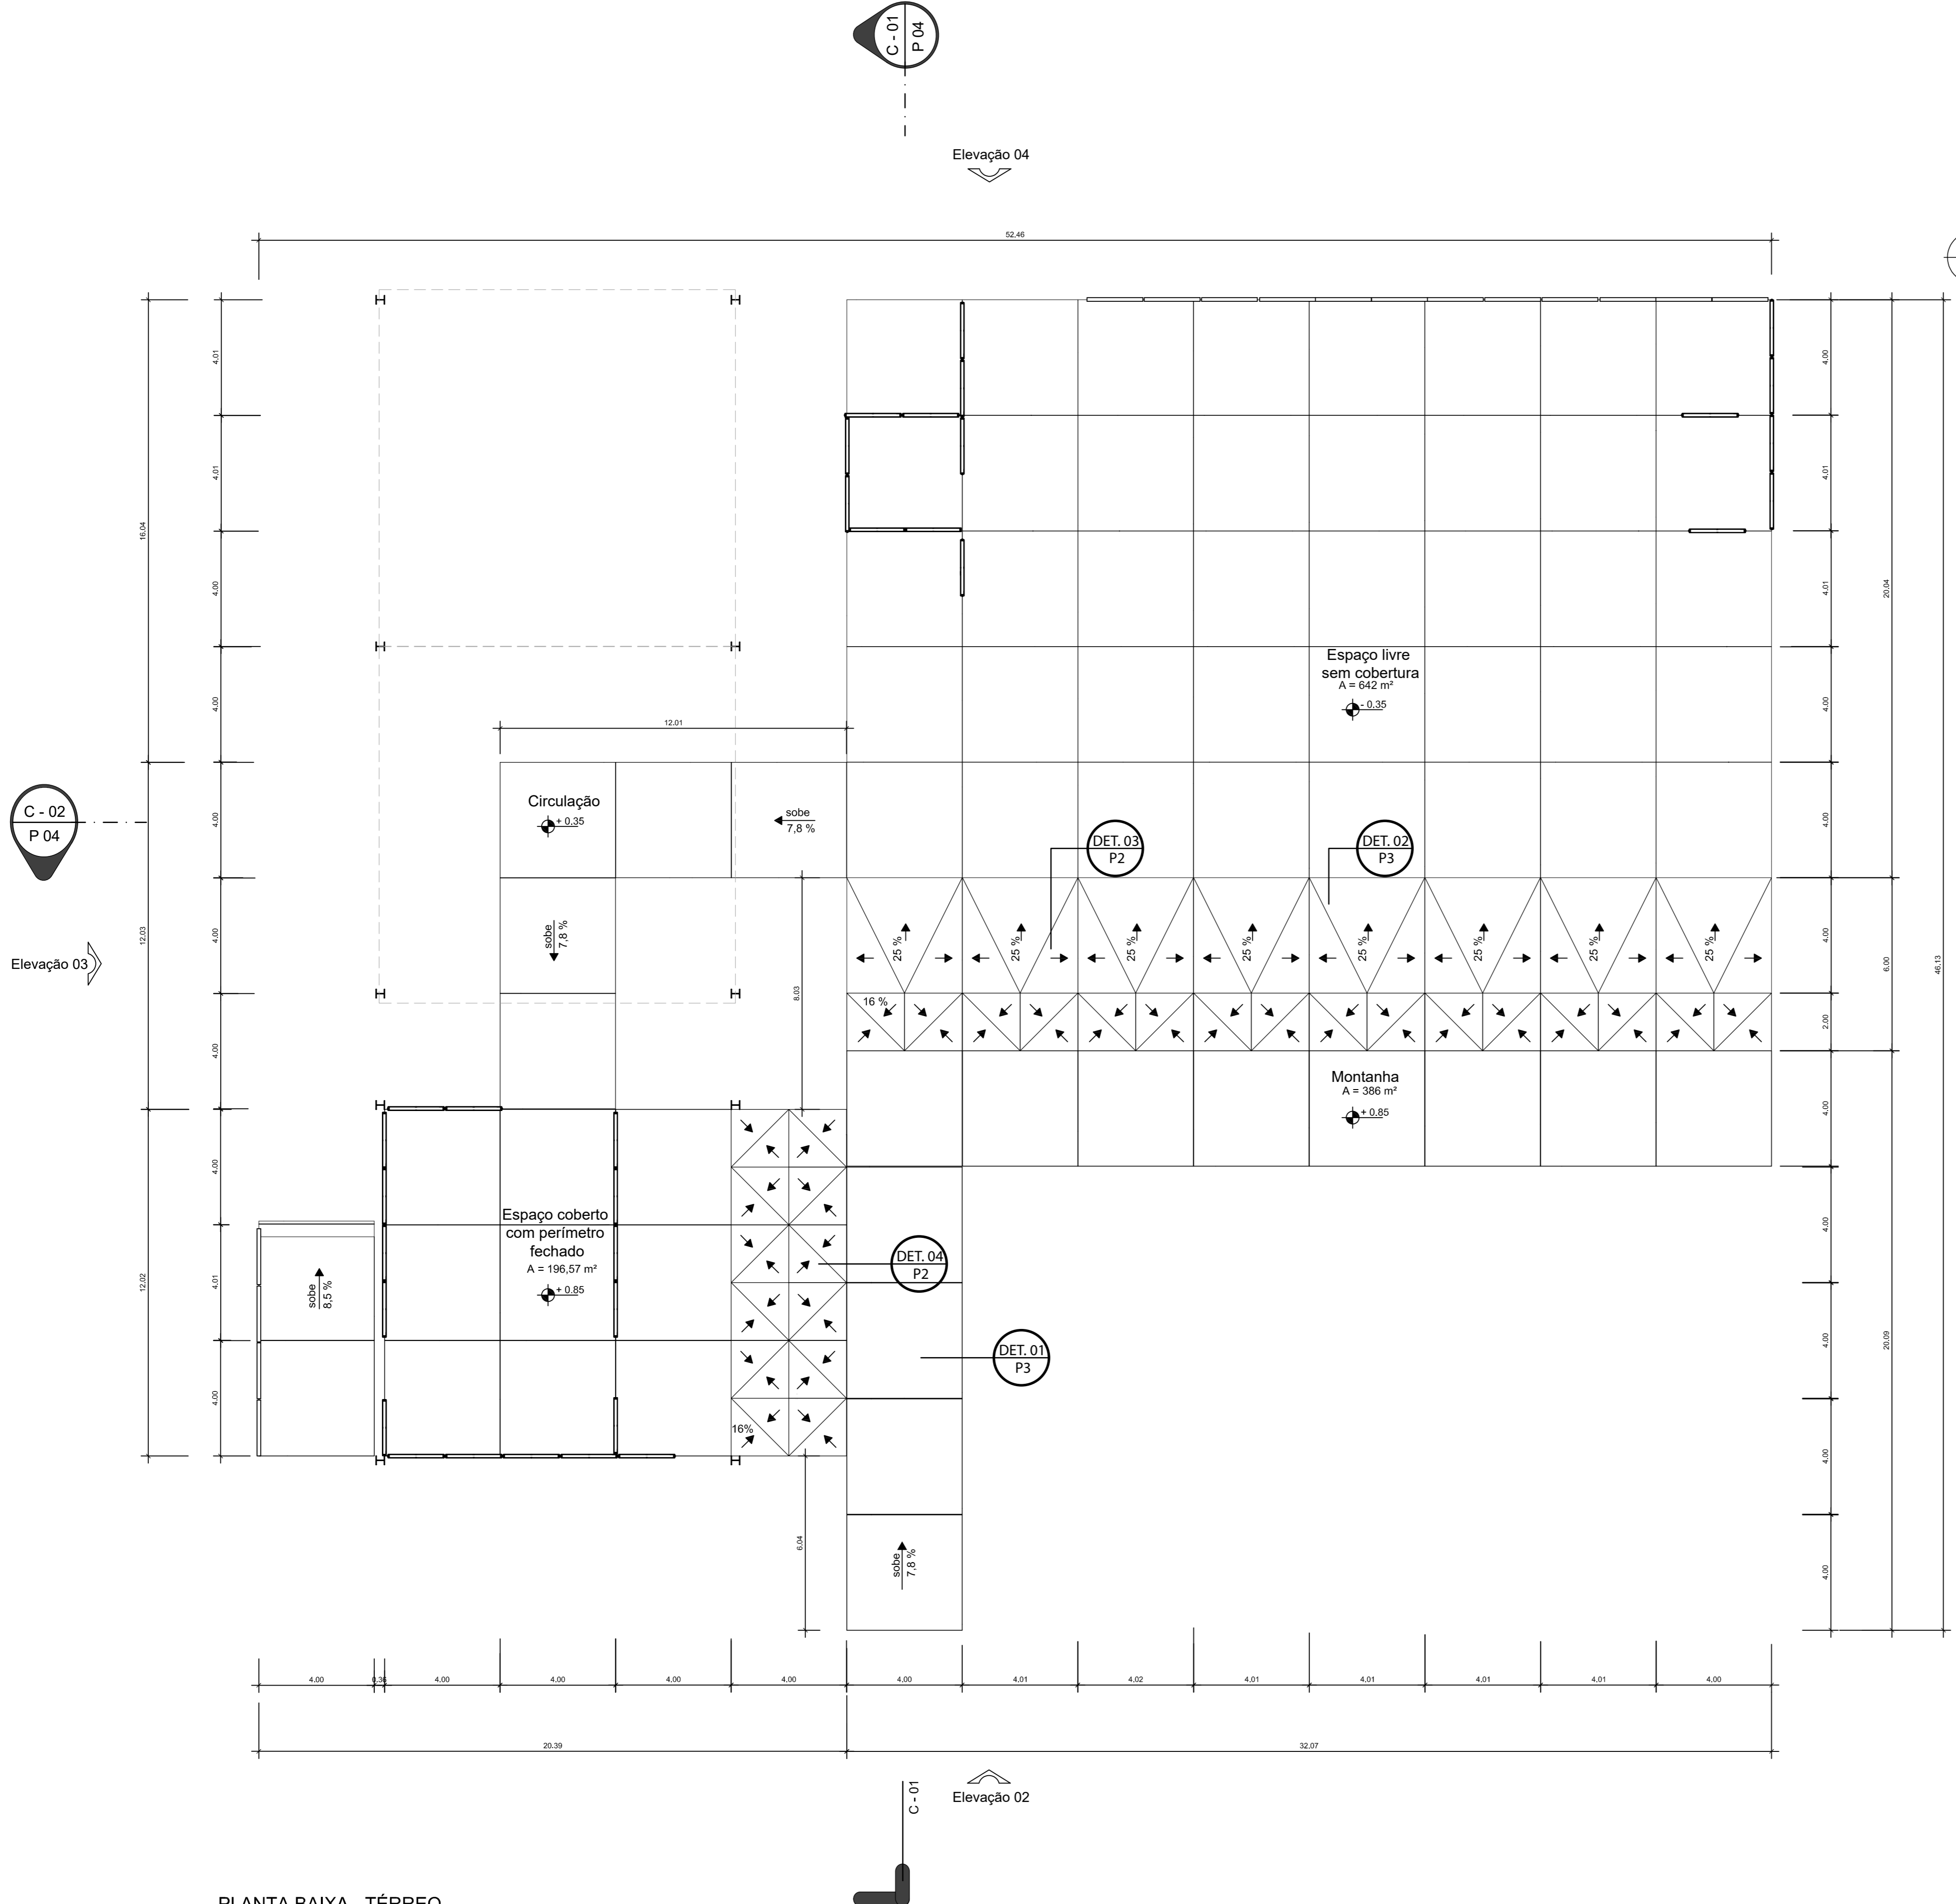 C - 01
P 04
Elevação 04
52,46
4.01
4.01
4.00
4.00
4.00
4.00
4.00
4.00
4.01
4.00
16.04
12.03
12.02
4.00
4.01
4.01
4.00
4.00
4.00
2.00
4.00
4.00
4.00
4.00
4.00
20.04
6.00
20.09
46.13
Espaço livre
sem cobertura
A = 642 m²
- 0.35
12.01
Circulação
+ 0.35
sobe
7,8 %
C - 02
P 04
DET. 03
P2
DET. 02
P3
sobe
7,8 %
Elevação 03
8.03
25 %
25 %
25 %
25 %
25 %
25 %
25 %
25 %
16 %
Montanha
A = 386 m²
+ 0.85
Espaço coberto
com perímetro
fechado
A = 196,57 m²
+ 0.85
sobe
8,5 %
DET. 04
P2
DET. 01
P3
16%
6.04
sobe
7,8 %
4.00
0.36
4.00
4.00
4.00
4.00
4.00
4.01
4.02
4.01
4.01
4.01
4.01
4.00
20.39
32.07
C - 01
Elevação 02
PLANTA BAIXA - TÉRREO